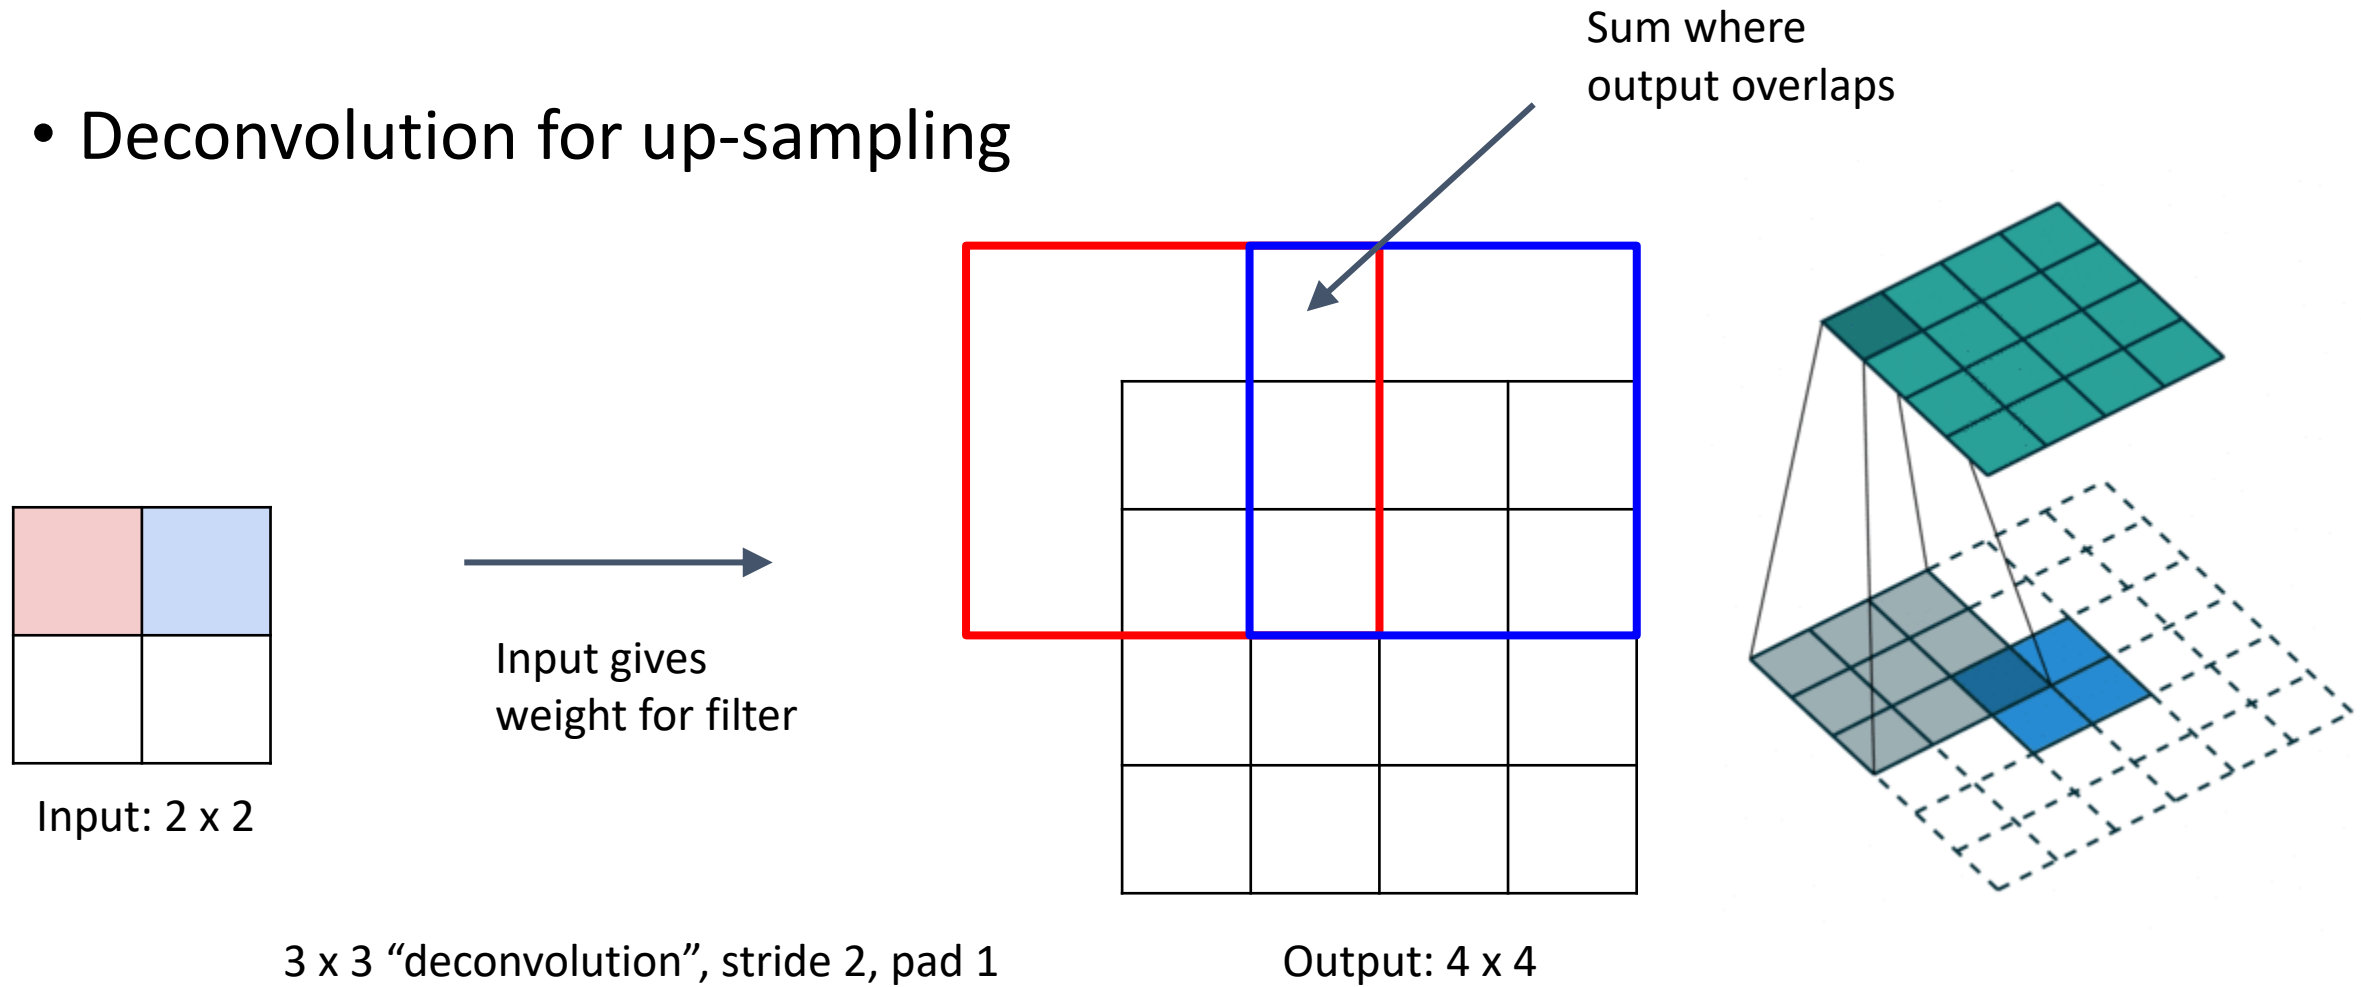 Sum where
output overlaps
• Deconvolution for up-sampling
Input gives
weight for filter
Input: 2 x 2
3 x 3 “deconvolution”, stride 2, pad 1
Output: 4 x 4